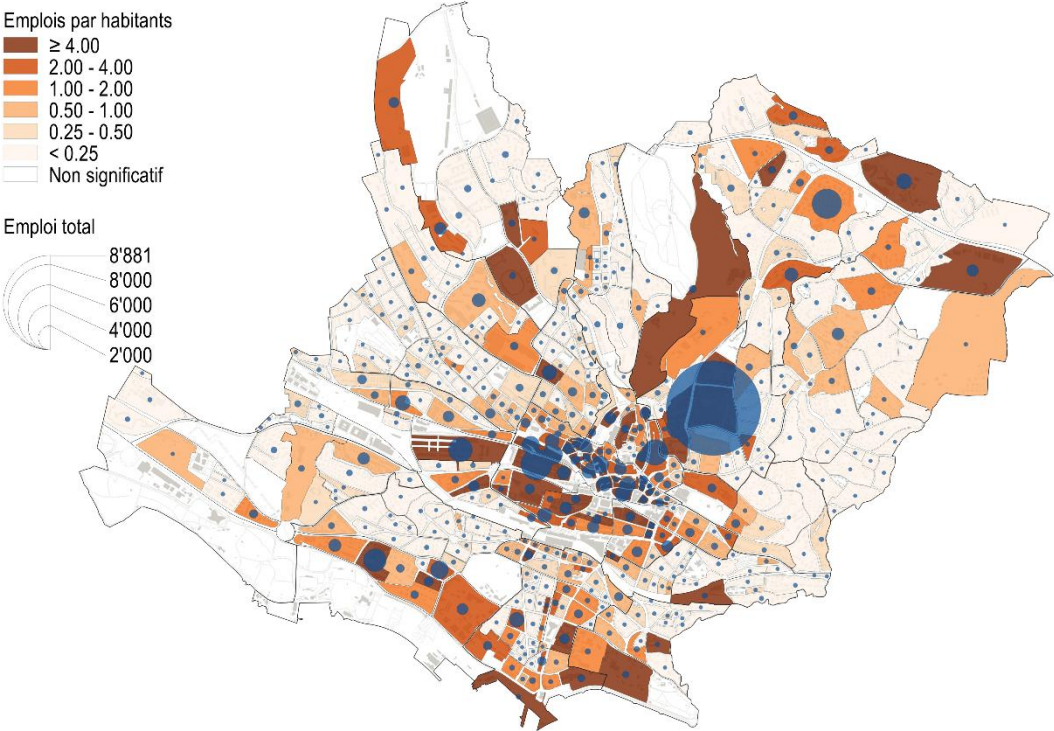 Emplois par habitants
≥ 4.00
2.00 - 4.00
1.00 - 2.00
0.50 - 1.00
0.25 - 0.50
< 0.25
Non significatif
Emploi total
8'881
8'000
6'000
4'000
2'000